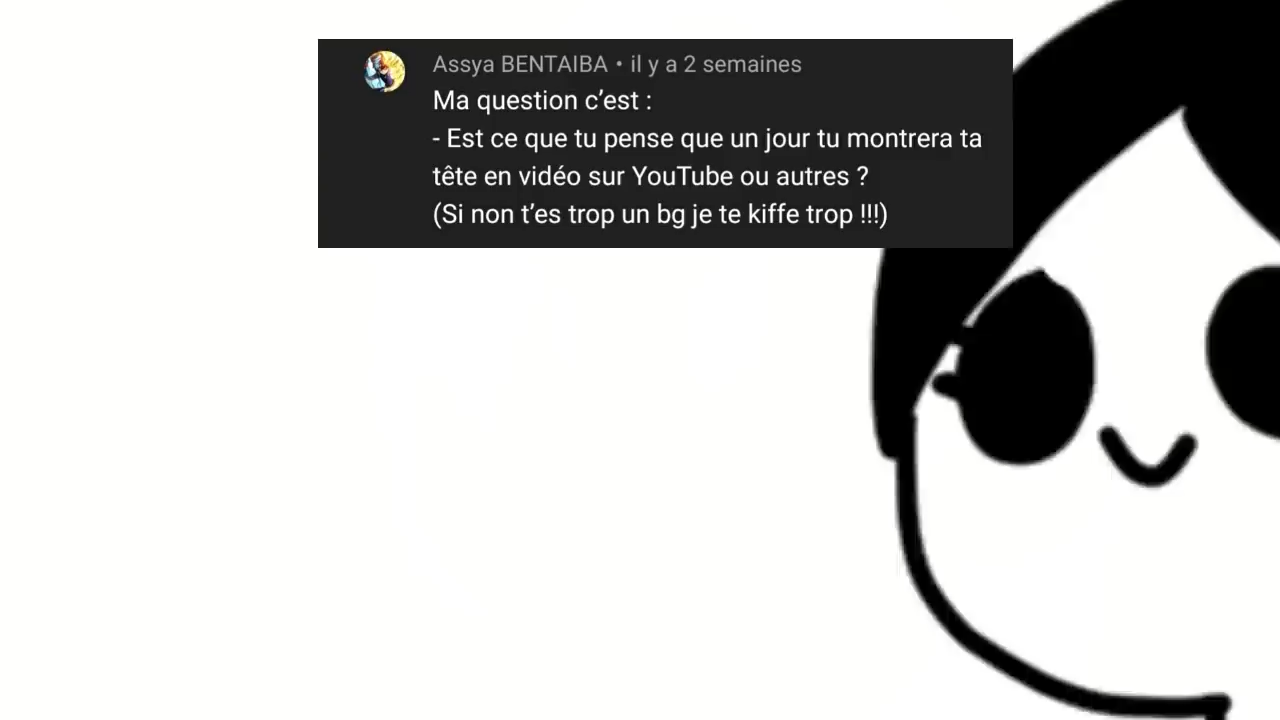 Assya BENTAIBA • il y a 2 semaines
Ma question c’est :
- Est ce que tu pense que un jour tu montrera ta
tête en vidéo sur YouTube ou autres ?
(Si non t’es trop un bg je te kiffe trop !!!)